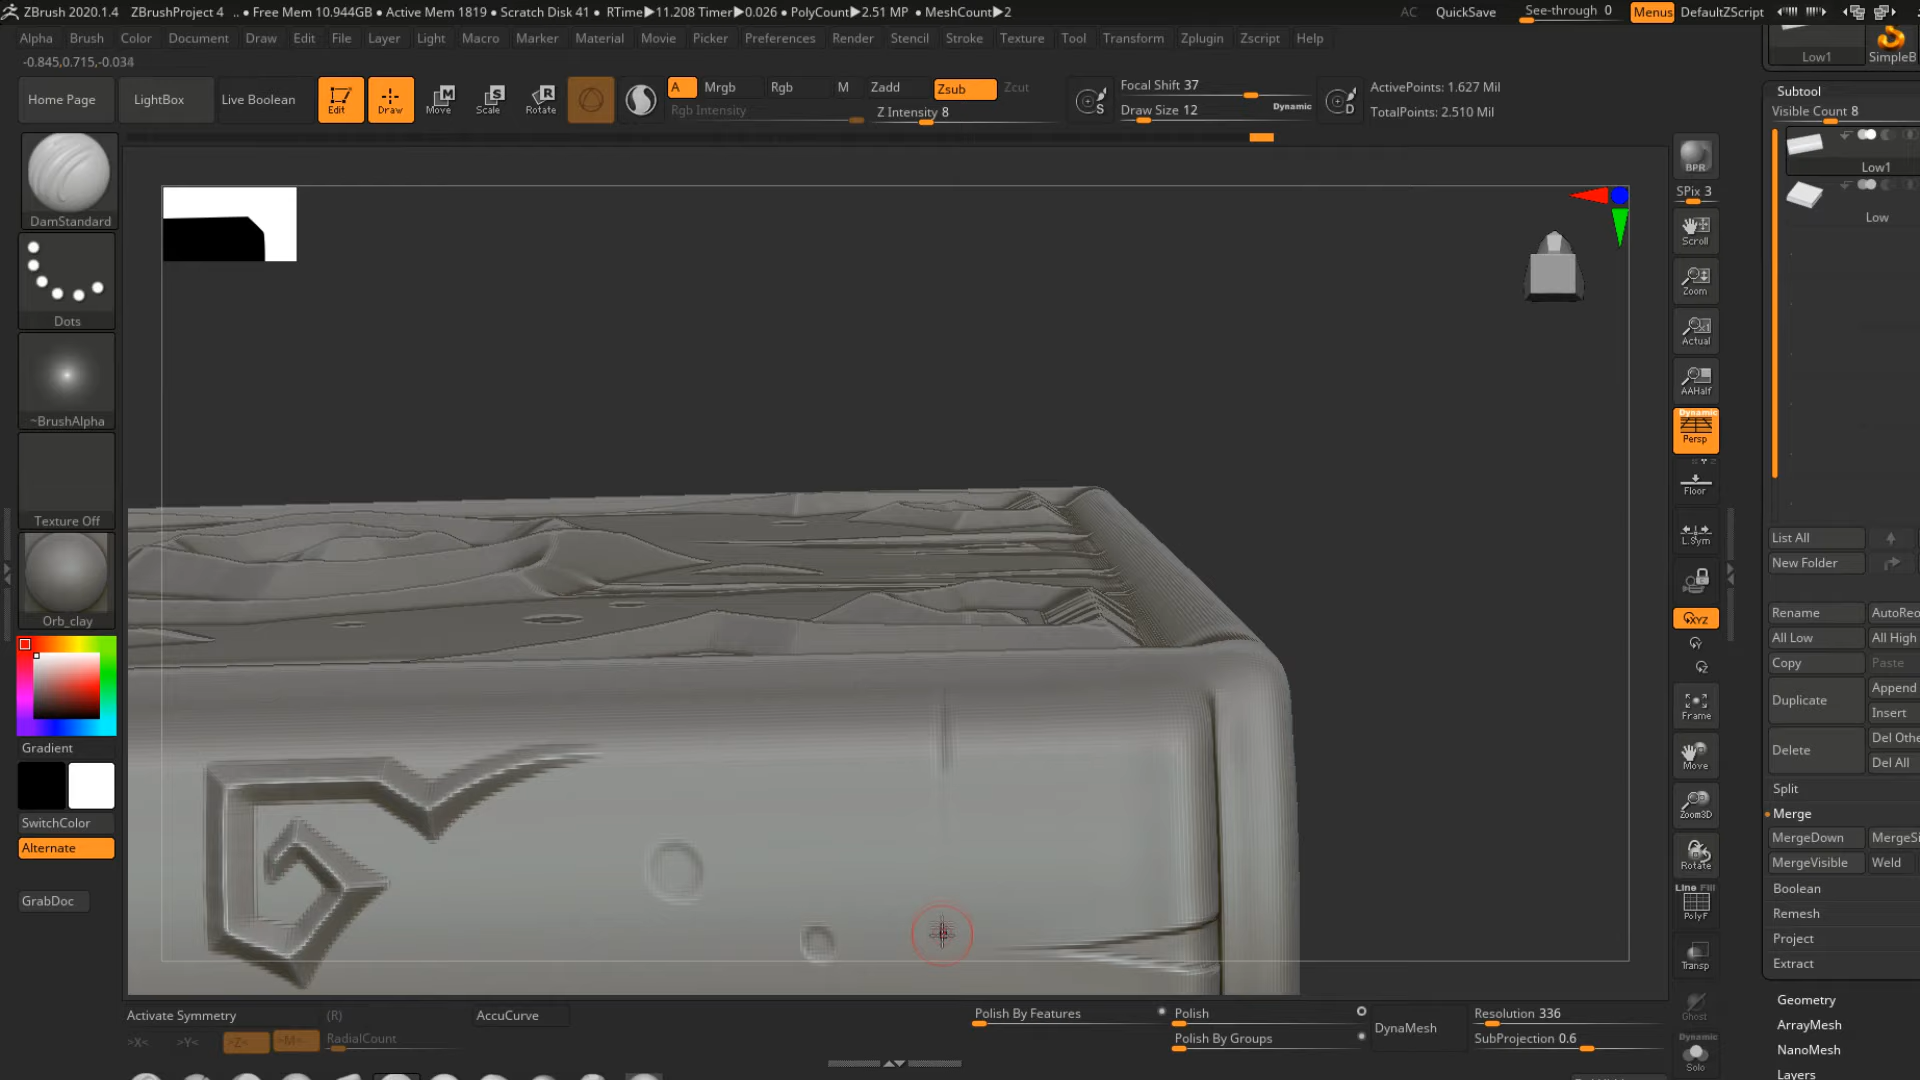 ZBrush 2020.1.4 ZBrushProject 4 .. • Free Mem 10.944GB • Active Mem 1819 • Scratch Disk 41 • RTime▶11.208 Timer▶0.026 • PolyCount▶2.51 MP • MeshCount▶2 AC QuickSave See-through 0 Menus DefaultZScript
Alpha Brush Color Document Draw Edit File Layer Light Macro Marker Material Movie Picker Preferences Render Stencil Stroke Texture Tool Transform Zplugin Zscript Help
-0.845,0.715,-0.034
Low1 SimpleB
Home Page LightBox Live Boolean Edit Draw Move Scale Rotate A Mrgb Rgb M Zadd Zsub Zcut Focal Shift 37 ActivePoints: 1.627 Mil
Rgb Intensity Z Intensity 8 Draw Size 12 Dynamic TotalPoints: 2.510 Mil
S D
Subtool
Visible Count 8
Low1
Low
DamStandard
Dots
~BrushAlpha
Texture Off
Orb_clay
Gradient
SwitchColor
Alternate
GrabDoc
BPR
SPix 3
Scroll
Zoom
Actual
AAHalf
Dynamic
Persp
Floor
L.Sym
XYZ
Frame
Move
Zoom3D
Rotate
Line Fill
PolyF
Transp
Ghost
Dynamic
Solo
List All
New Folder
Rename AutoReo
All Low All High
Copy Paste
Duplicate Append
Insert
Delete Del Othe
Del All
Split
Merge
MergeDown MergeSi
MergeVisible Weld
Boolean
Remesh
Project
Extract
Geometry
ArrayMesh
NanoMesh
Layers
Activate Symmetry (R) AccuCurve Polish By Features Polish DynaMesh Resolution 336
>X< >Y< >Z< >M< RadialCount Polish By Groups SubProjection 0.6